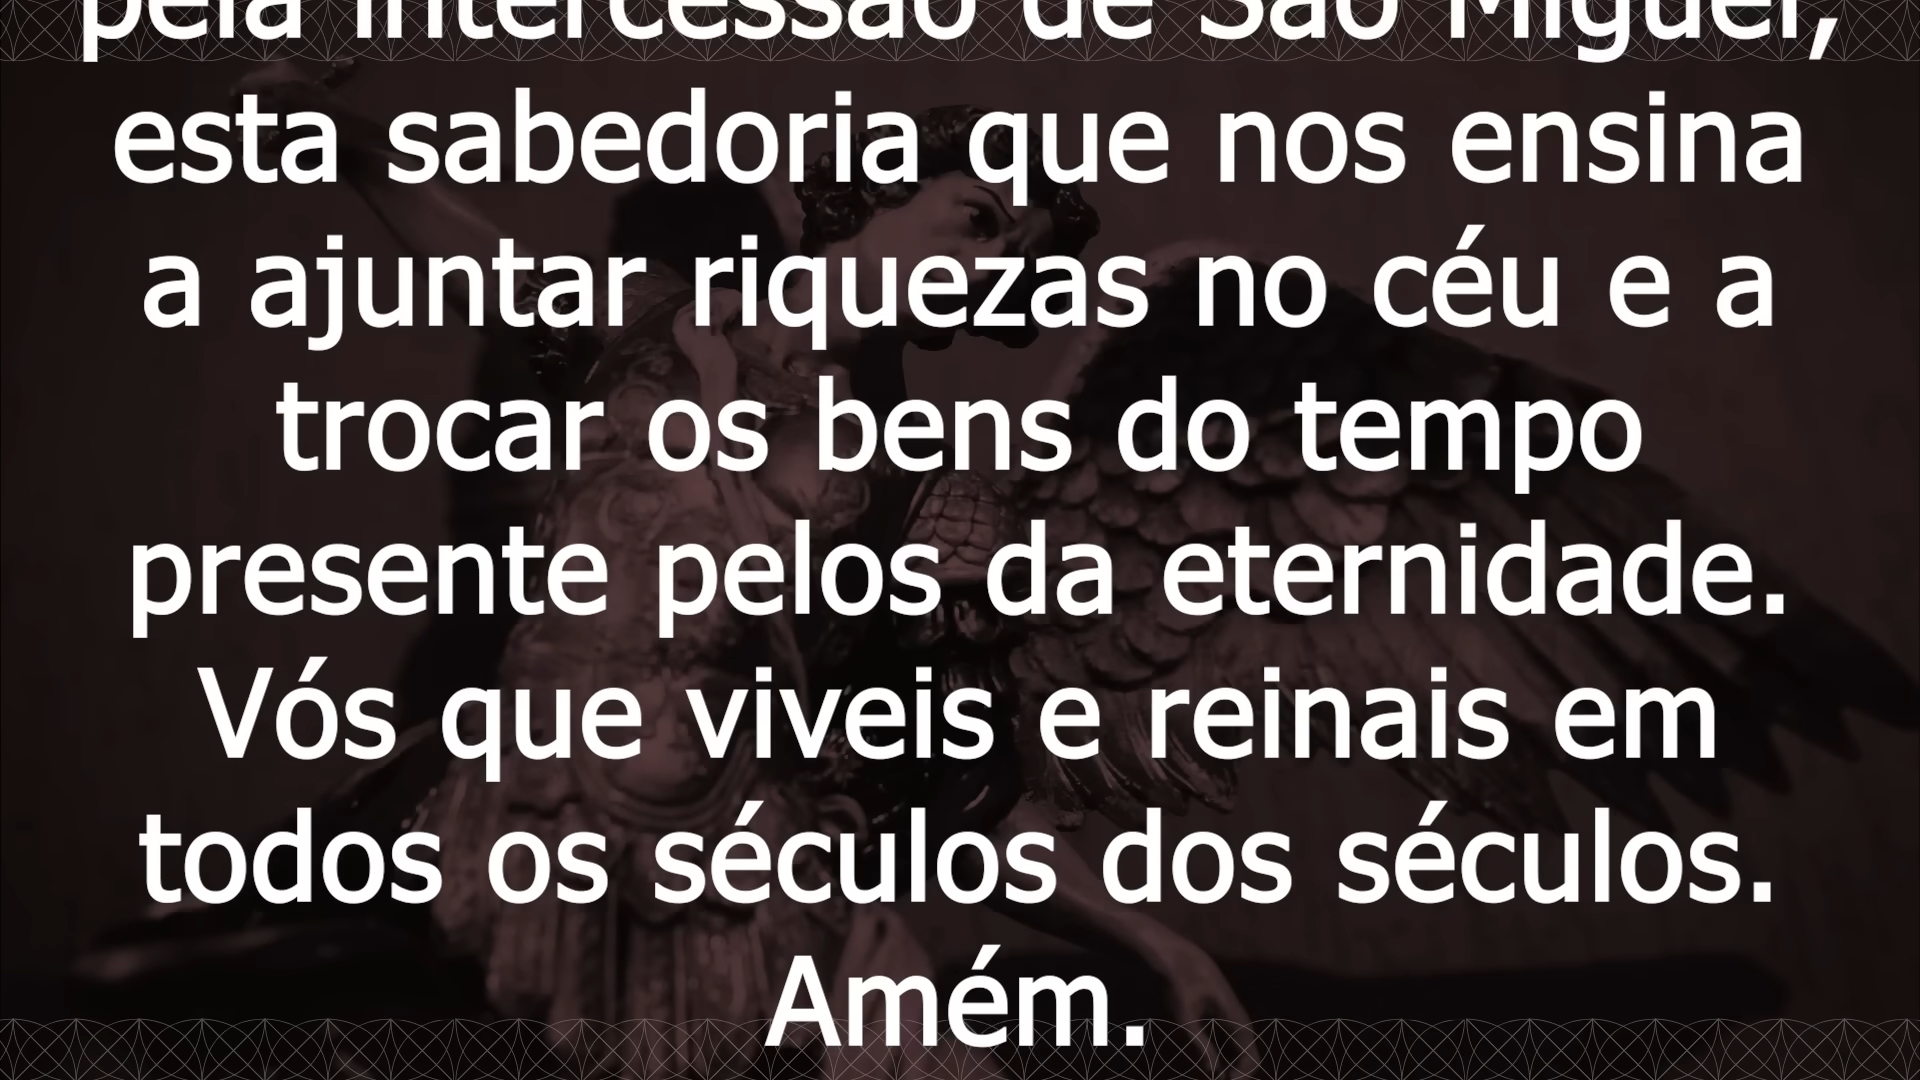 pela intercessão de São Miguel,
esta sabedoria que nos ensina
a ajuntar riquezas no céu e a
trocar os bens do tempo
presente pelos da eternidade.
Vós que viveis e reinais em
todos os séculos dos séculos.
Amém.